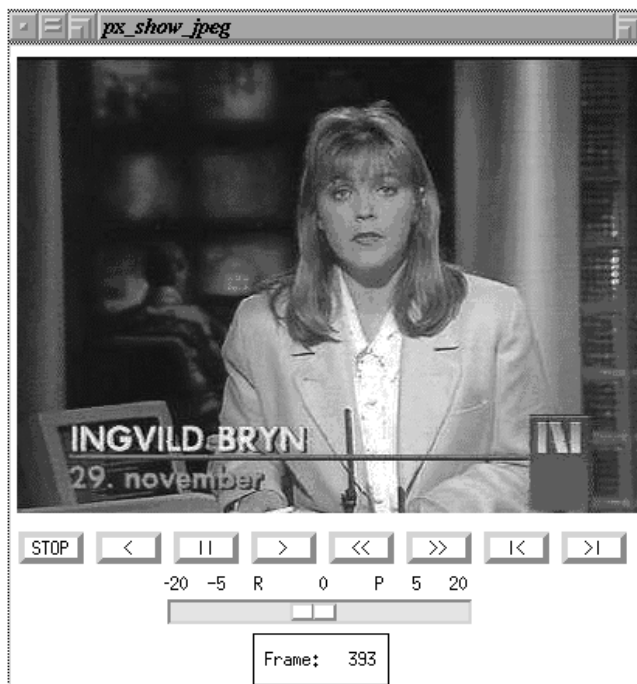 px_show_jpeg
INGVILD BRYN
29. november
STOP < II > << >> I< >I
-20 -5 R 0 P 5 20
Frame: 393